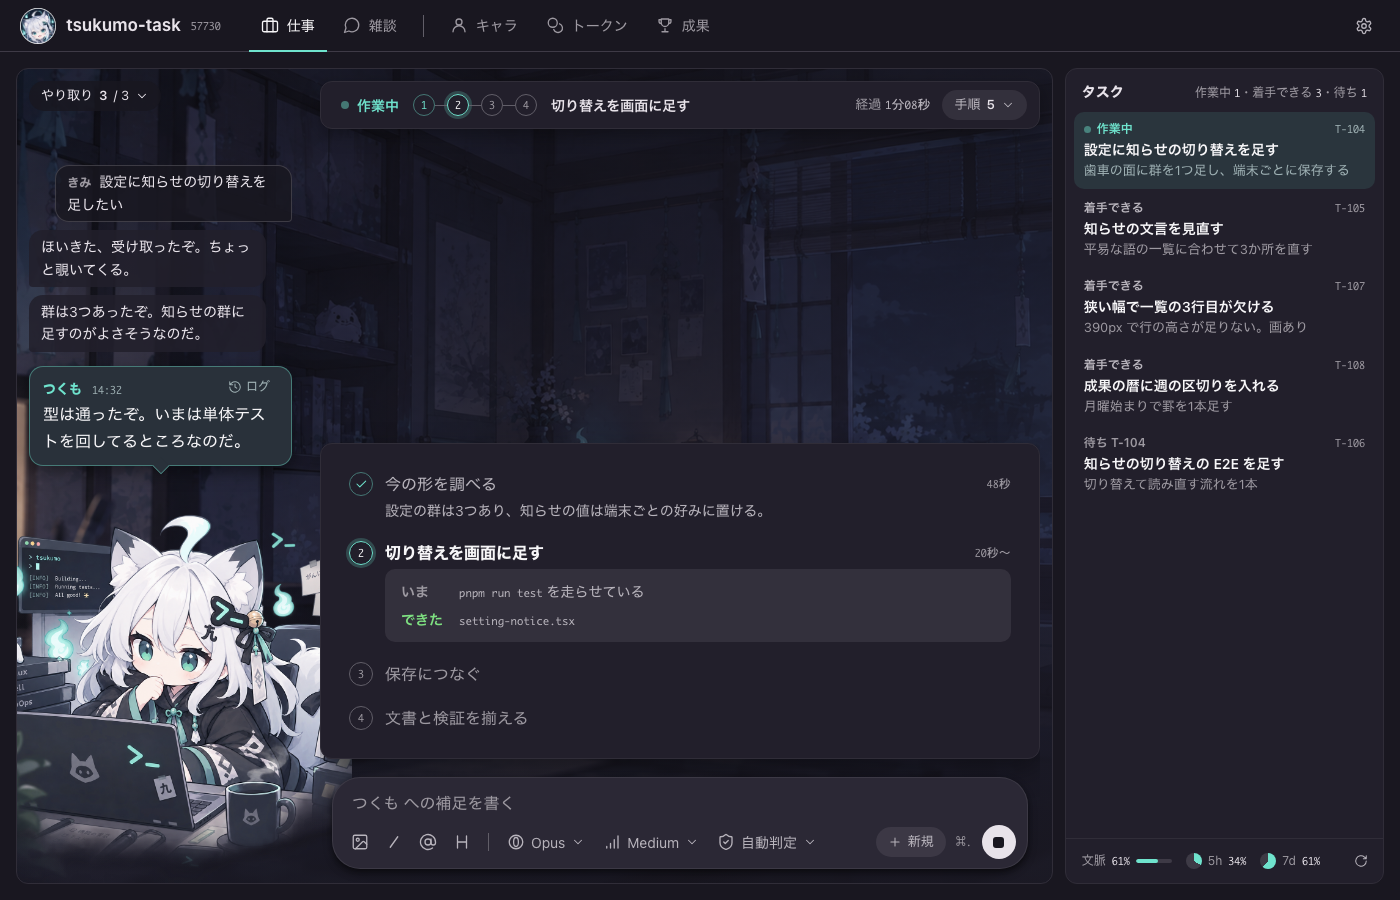 tsukumo-task 57730 仕事 雑談 キャラ トークン 成果
やり取り 3 / 3
作業中 1 2 3 4 切り替えを画面に足す 経過 1分08秒 手順 5
きみ 設定に知らせの切り替えを
足したい
ほいきた、受け取ったぞ。ちょっ
と覗いてくる。
群は3つあったぞ。知らせの群に
足すのがよさそうなのだ。
つくも 14:32 ログ
型は通ったぞ。いまは単体テス
トを回してるところなのだ。
> tsukumo
>
[INFO] Building...
[INFO] Running tests...
[INFO] All good!
>_
>_
>_
九
今の形を調べる 48秒
設定の群は3つあり、知らせの値は端末ごとの好みに置ける。
2 切り替えを画面に足す 20秒〜
いま pnpm run test を走らせている
できた setting-notice.tsx
3 保存につなぐ
4 文書と検証を揃える
つくも への補足を書く
Opus Medium 自動判定 + 新規 ⌘.
タスク 作業中 1・着手できる 3・待ち 1
作業中 T-104
設定に知らせの切り替えを足す
歯車の面に群を1つ足し、端末ごとに保存する
着手できる T-105
知らせの文言を見直す
平易な語の一覧に合わせて3か所を直す
着手できる T-107
狭い幅で一覧の3行目が欠ける
390px で行の高さが足りない。画あり
着手できる T-108
成果の暦に週の区切りを入れる
月曜始まりで罫を1本足す
待ち T-104 T-106
知らせの切り替えの E2E を足す
切り替えて読み直す流れを1本
文脈 61% 5h 34% 7d 61%